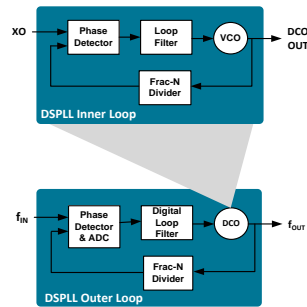 XO
Phase
Detector
Loop
Filter
VCO
DCO
OUT
Frac-N
Divider
DSPLL Inner Loop
fIN
Phase
Detector
& ADC
Digital
Loop
Filter
DCO
fOUT
Frac-N
Divider
DSPLL Outer Loop